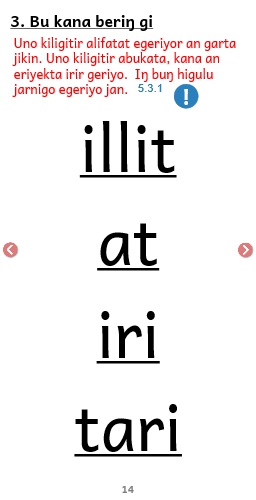 3. Bu kana beriŋ gi
Uno kiligitir alifatat egeriyor an garta
jikin. Uno kiligitir abukata, kana an
eriyekta irir geriyo. Iŋ buŋ higulu
jarnigo egeriyo jan. 5.3.1
!
illit
at
iri
tari
14